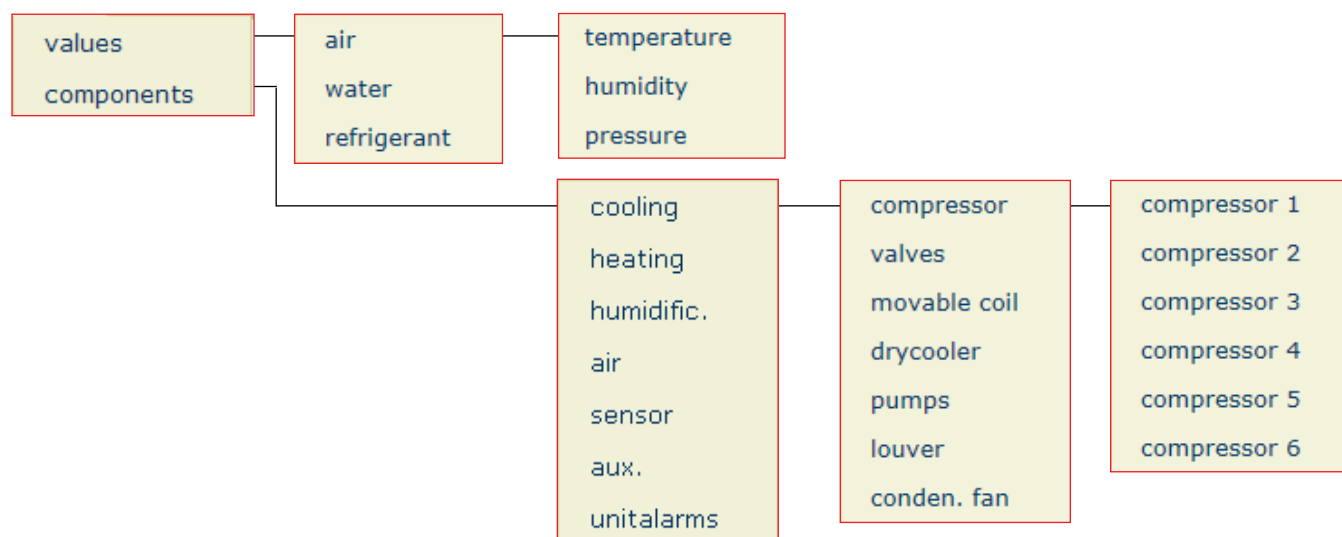 values
components
air
water
refrigerant
temperature
humidity
pressure
cooling
heating
humidific.
air
sensor
aux.
unitalarms
compressor
valves
movable coil
drycooler
pumps
louver
conden. fan
compressor 1
compressor 2
compressor 3
compressor 4
compressor 5
compressor 6